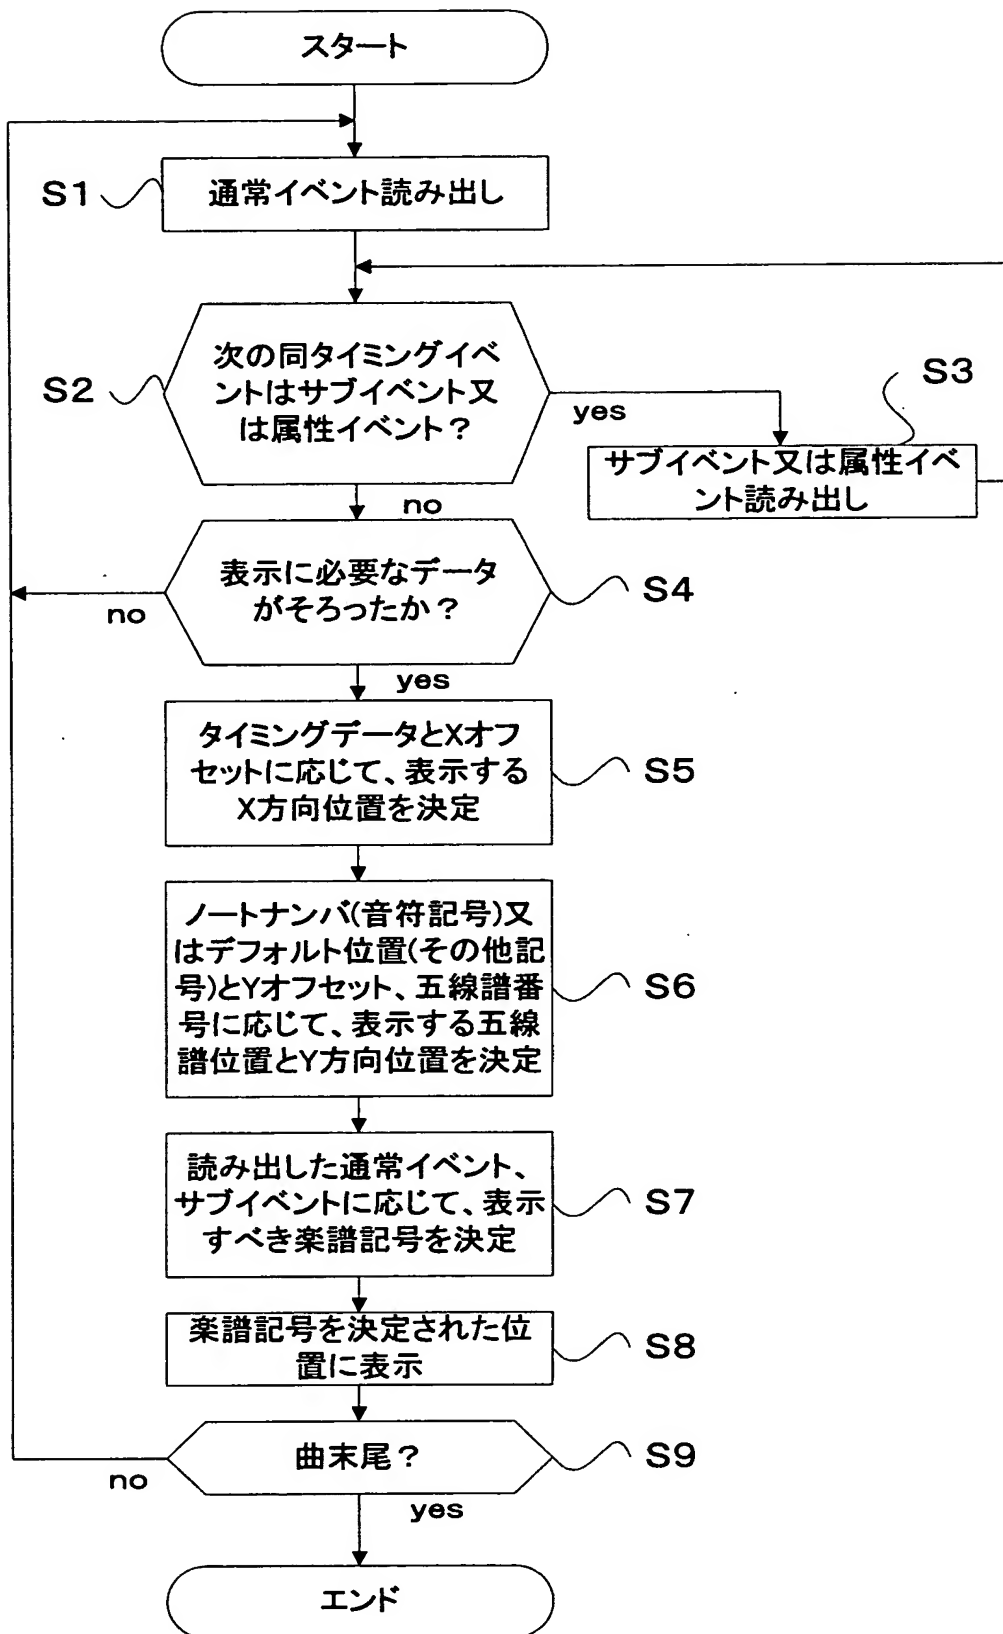 スタート
S1
通常イベント読み出し
S2
次の同タイミングイベ
ントはサブイベント又
は属性イベント?
yes
S3
サブイベント又は属性イベ
ント読み出し
no
表示に必要なデータ
がそろったか?
S4
no
yes
タイミングデータとXオフ
セットに応じて、表示する
X方向位置を決定
S5
ノートナンバ(音符記号)又
はデフォルト位置(その他記
号)とYオフセット、五線譜番
号に応じて、表示する五線
譜位置とY方向位置を決定
S6
読み出した通常イベント、
サブイベントに応じて、表示
すべき楽譜記号を決定
S7
楽譜記号を決定された位
置に表示
S8
曲末尾?
S9
no
yes
エンド